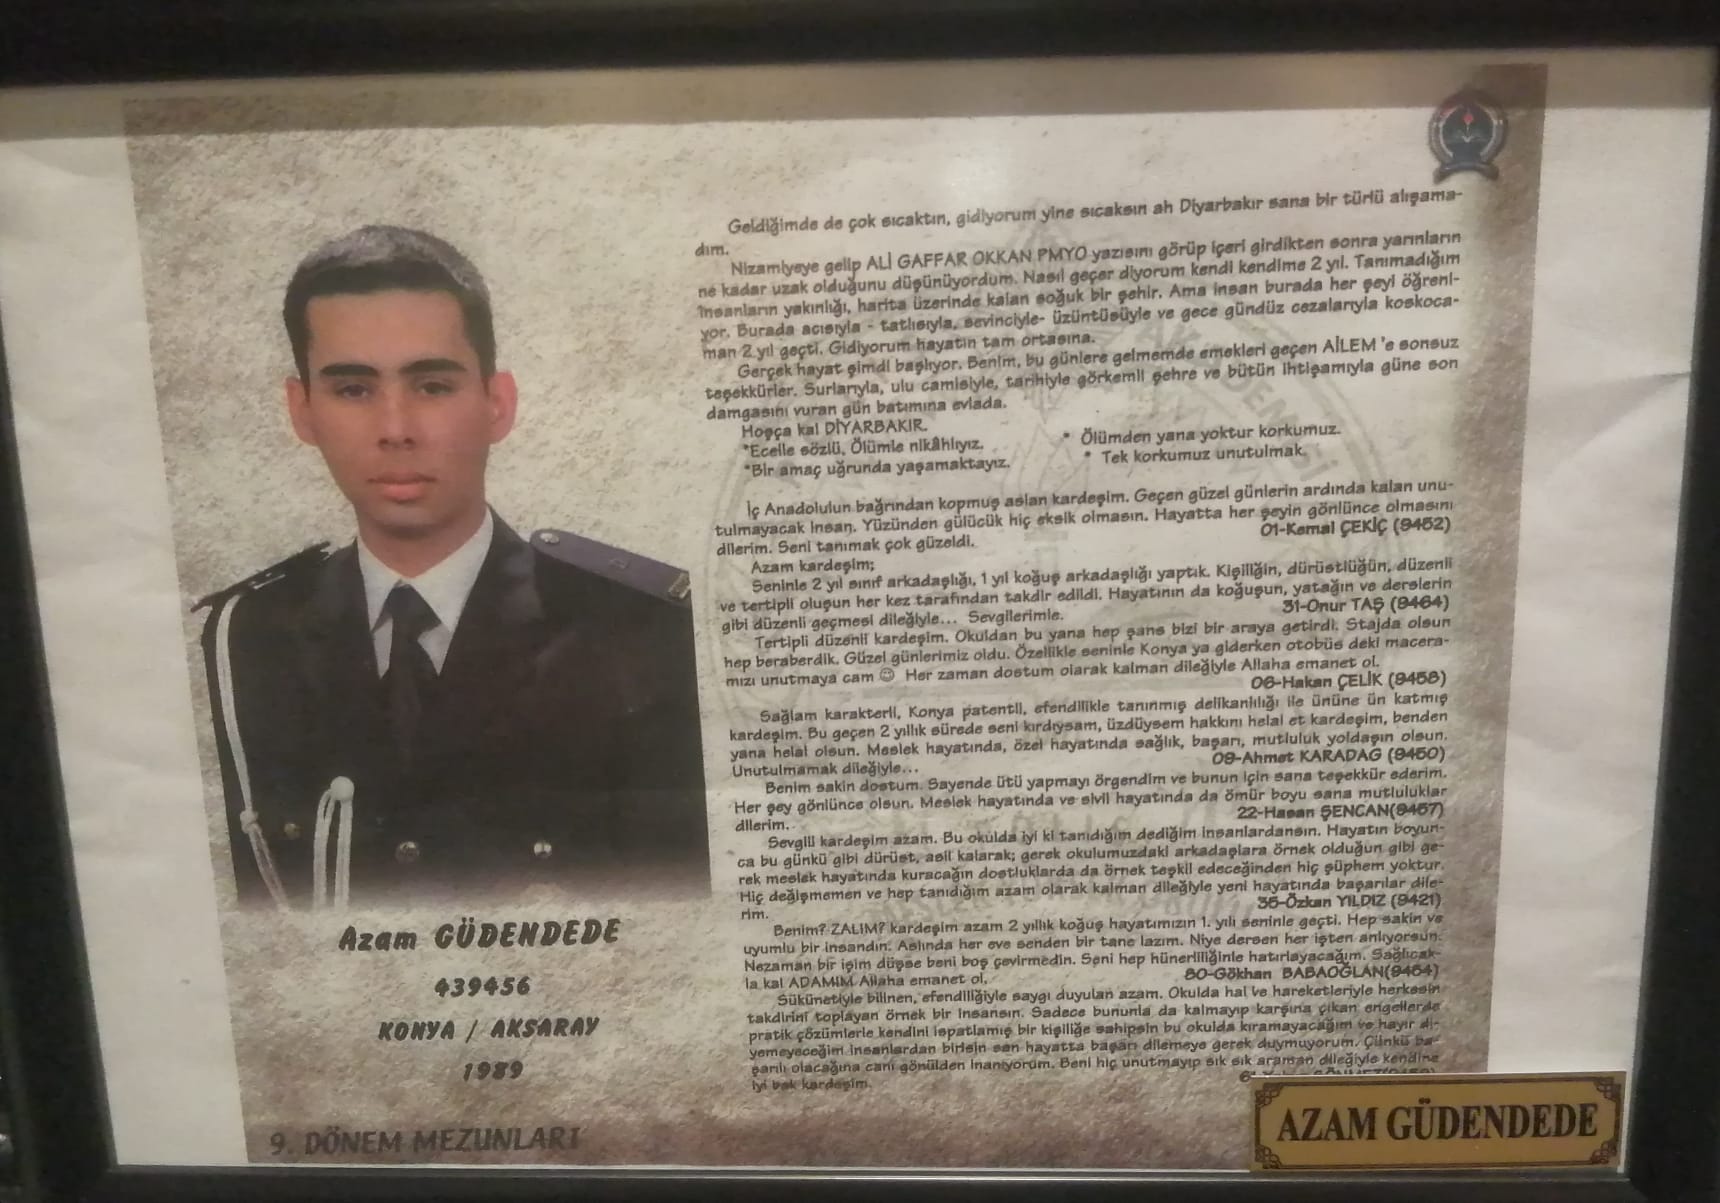 Geldiğimde de çok sıcaktın, gidiyorum yine sıcaksın ah Diyarbakır sana bir türlü alışama-
dım.
Nizamiyeye gelip ALİ GAFFAR OKKAN PMYO yazısını görüp içeri girdikten sonra yarınların
ne kadar uzak olduğunu düşünüyordum. Nasıl geçer diyorum kendi kendime 2 yıl. Tanımadığım
insanların yakınlığı, harita üzerinde kalan soğuk bir şehir. Ama insan burada her şeyi öğreni-
yor. Burada acısıyla - tatlısıyla, sevinciyle- üzüntüsüyle ve gece gündüz cezalarıyla koskoca-
man 2 yıl geçti. Gidiyorum hayatın tam ortasına.
Gerçek hayat şimdi başlıyor. Benim, bu günlere gelmemde emekleri geçen AİLEM 'e sonsuz
teşekkürler. Surlarıyla, ulu camisiyle, tarihiyle görkemli şehre ve bütün ihtişamıyla güne son
damgasını vuran gün batımına evlada.
Hoşça kal DİYARBAKIR.
*Ecelle sözlü, Ölümle nikâhlıyız.
*Bir amaç uğrunda yaşamaktayız.
* Ölümden yana yoktur korkumuz.
* Tek korkumuz unutulmak.
İç Anadolulun bağrından kopmuş aslan kardeşim. Geçen güzel günlerin ardında kalan unu-
tulmayacak insan. Yüzünden gülücük hiç eksik olmasın. Hayatta her şeyin gönlünce olmasını
dilerim. Seni tanımak çok güzeldi.
01-Kemal ÇEKİÇ (9452)
Azam kardeşim;
Seninle 2 yıl sınıf arkadaşlığı, 1 yıl koğuş arkadaşlığı yaptık. Kişiliğin, dürüstlüğün, düzenli
ve tertipli oluşun her kez tarafından takdir edildi. Hayatının da koğuşun, yatağın ve derslerin
gibi düzenli geçmesi dileğiyle... Sevgilerimle.
31-Onur TAŞ (9464)
Tertipli düzenli kardeşim. Okuldan bu yana hep şans bizi bir araya getirdi. Stajda olsun
hep beraberdik. Güzel günlerimiz oldu. Özellikle seninle Konya ya giderken otobüs deki macera-
mızı unutmaya cam ☺ Her zaman dostum olarak kalman dileğiyle Allaha emanet ol.
06-Hakan ÇELİK (9458)
Sağlam karakterli, Konya patentli, efendilikle tanınmış delikanlılığı ile ününe ün katmış
kardeşim. Bu geçen 2 yıllık sürede seni kırdıysam, üzdüysem hakkını helal et kardeşim, benden
yana helal olsun. Meslek hayatında, özel hayatında sağlık, başarı, mutluluk yoldaşın olsun.
Unutulmamak dileğiyle...
09-Ahmet KARADAG (9450)
Benim sakin dostum. Sayende ütü yapmayı örgendim ve bunun için sana teşekkür ederim.
Her şey gönlünce olsun. Meslek hayatında ve sivil hayatında da ömür boyu sana mutluluklar
dilerim.
22-Hasan ŞENCAN(9457)
Sevgili kardeşim azam. Bu okulda iyi ki tanıdığım dediğim insanlardansın. Hayatın boyun-
ca bu günkü gibi dürüst, asil kalarak; gerek okulumuzdaki arkadaşlara örnek olduğun gibi ge-
rek meslek hayatında kuracağın dostluklarda da örnek teşkil edeceğinden hiç şüphem yoktur.
Hiç değişmemen ve hep tanıdığım azam olarak kalman dileğiyle yeni hayatında başarılar dile-
rim.
35-Özkan YILDIZ (9421)
Benim? ZALIM? kardeşim azam 2 yıllık koğuş hayatımızın 1. yılı seninle geçti. Hep sakin ve
uyumlu bir insandın. Aslında her eve senden bir tane lazım. Niye dersen her işten anlıyorsun.
Nezaman bir işim düşse beni boş çevirmedin. Seni hep hünerliliğinle hatırlayacağım. Sağlıcak-
la kal ADAMIM Allaha emanet ol.
80-Gökhan BABAOĞLAN(9454)
Sükûnetiyle bilinen, efendiliğiyle saygı duyulan azam. Okulda hal ve hareketleriyle herkesin
takdirini toplayan örnek bir insansın. Sadece bununla da kalmayıp karşına çıkan engellerde
pratik çözümlerle kendini ispatlamış bir kişiliğe sahipsin bu okulda kıramayacağım ve hayır di-
yemeyeceğim insanlardan birisin sen hayatta başarı dilemeye gerek duymuyorum. Çünkü ba-
şarılı olacağına cani gönülden inanıyorum. Beni hiç unutmayıp sık sık araman dileğiyle kendine
iyi bak kardeşim.
Azam GÜDENDEDE
439456
KONYA / AKSARAY
1989
9. DÖNEM MEZUNLARI
AZAM GÜDENDEDE